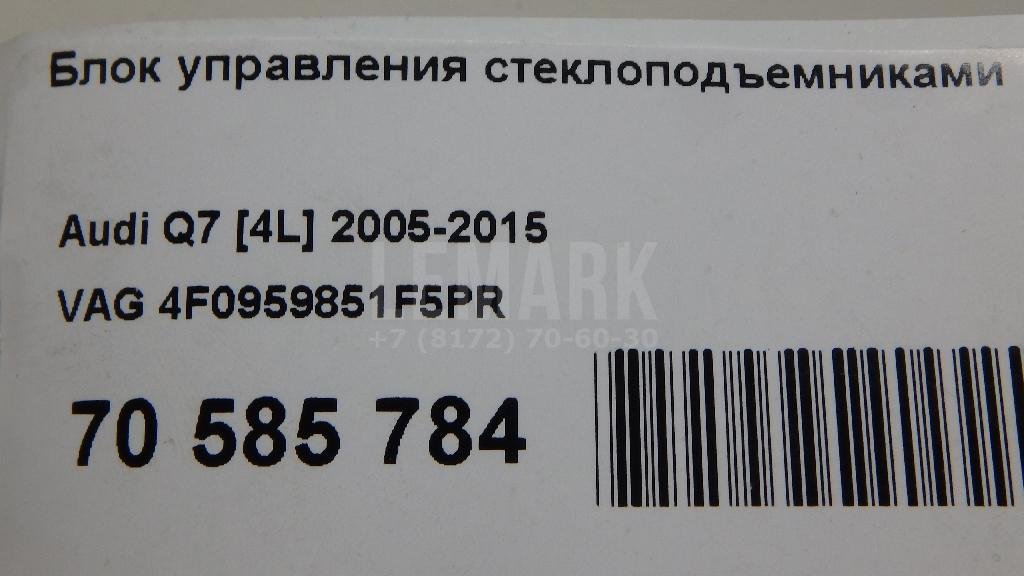 Блок управления стеклоподъемниками
Audi Q7 [4L] 2005-2015
LEMARK
VAG 4F0959851F5PR
+7 (8172) 70-60-30
70 585 784